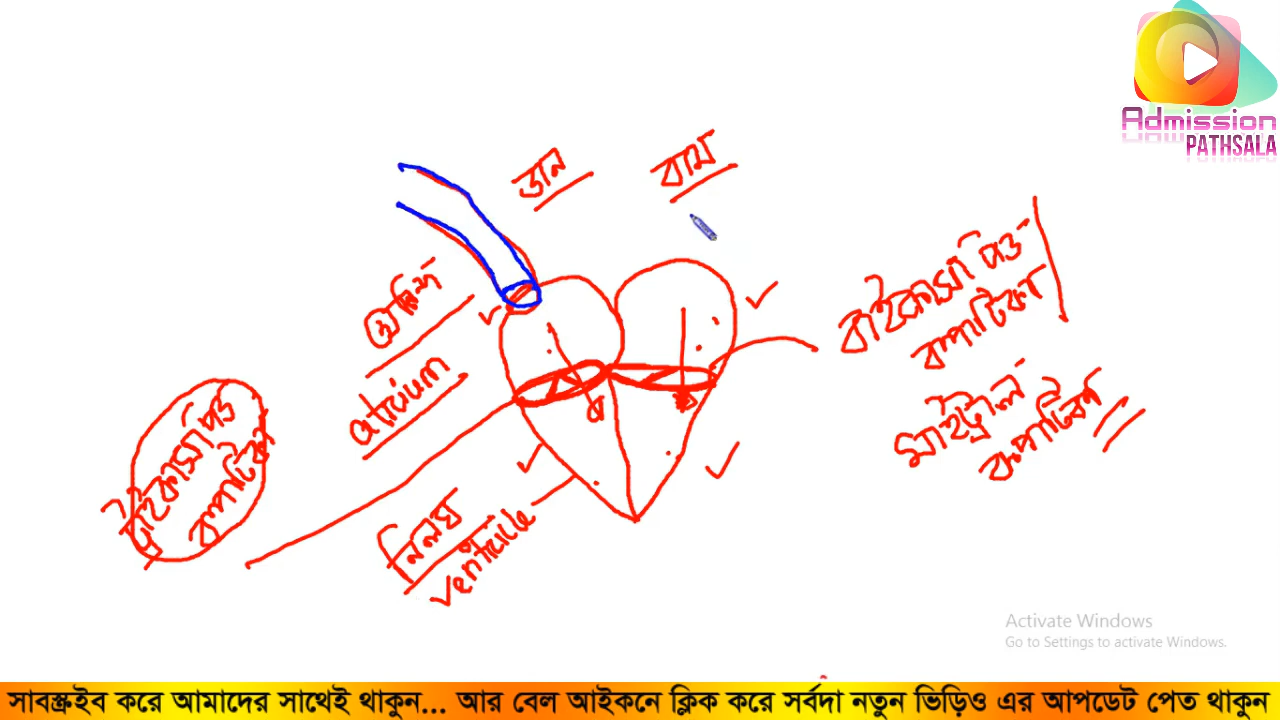 Admission
PATHSALA
ডান
বাম
অলিন্দ
atrium
বাইকাসপিড
কপাটিকা
মাইট্রাল
কপাটিকা
ট্রাইকাসপিড
কপাটিকা
নিলয়
ventricle
Activate Windows
Go to Settings to activate Windows.
সাবস্ক্রইব করে আমাদের সাথেই থাকুন... আর বেল আইকনে ক্লিক করে সর্বদা নতুন ভিড়িও এর আপডেট পেত থাকুন